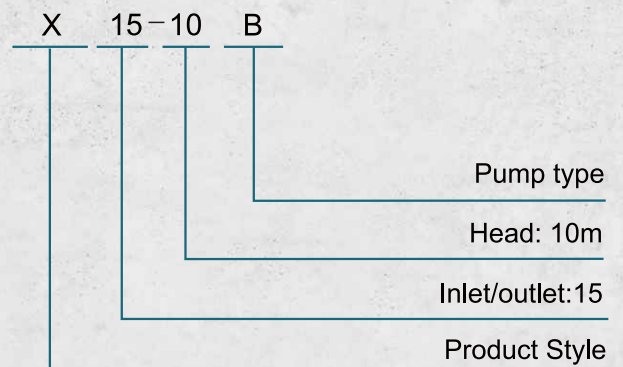 X 15-10 B
Pump type
Head: 10m
Inlet/outlet:15
Product Style